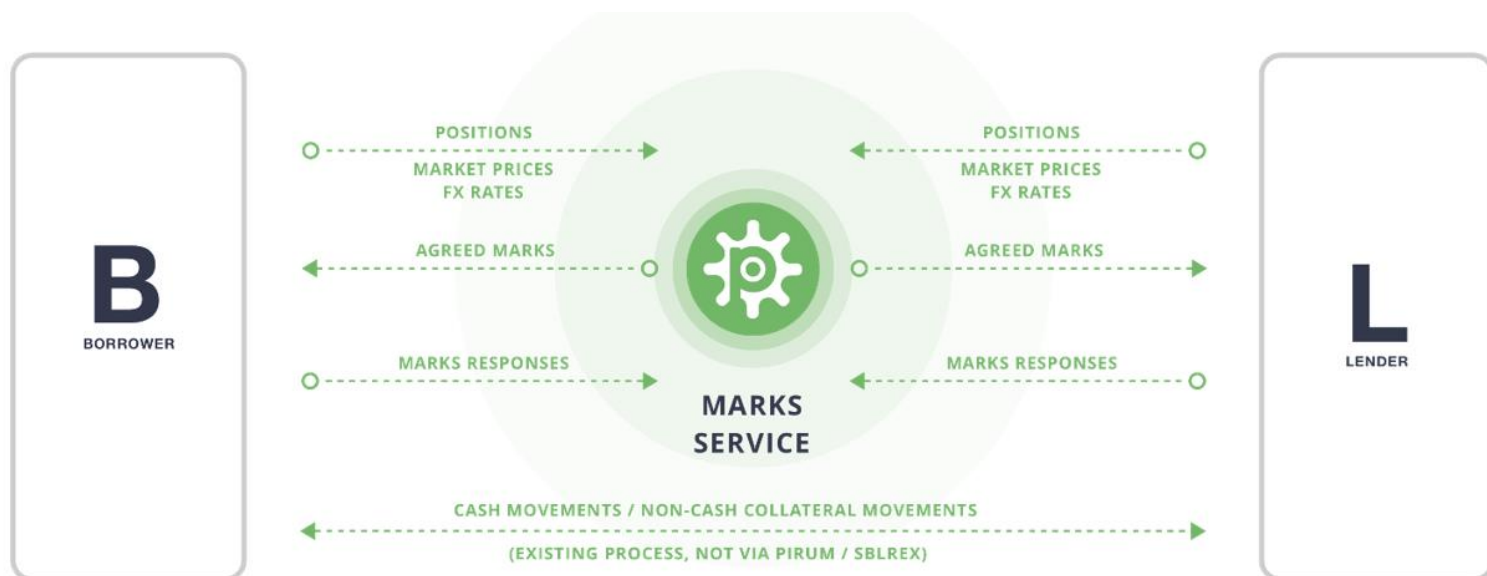 POSITIONS
MARKET PRICES
FX RATES
POSITIONS
MARKET PRICES
FX RATES
AGREED MARKS
AGREED MARKS
B
BORROWER
L
LENDER
MARKS RESPONSES
MARKS RESPONSES
MARKS
SERVICE
CASH MOVEMENTS / NON-CASH COLLATERAL MOVEMENTS
(EXISTING PROCESS, NOT VIA PIRUM / SBLREX)